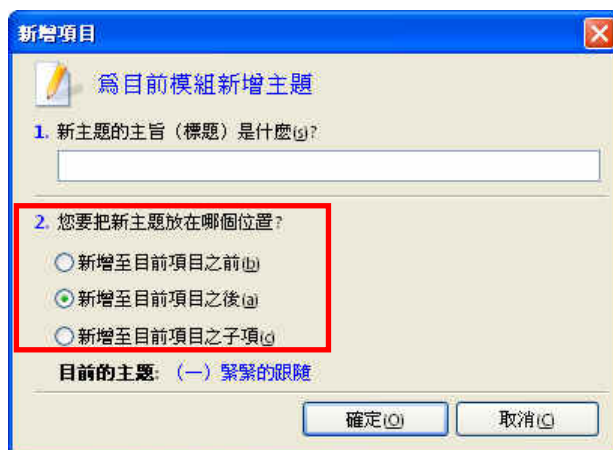 新增項目
為目前模組新增主題
1. 新主題的主旨（標題）是什麼(s)?
2. 您要把新主題放在哪個位置?
新增至目前項目之前(b)
新增至目前項目之後(a)
新增至目前項目之子項(c)
目前的主題: （一）緊緊的跟隨
確定(O) 取消(C)